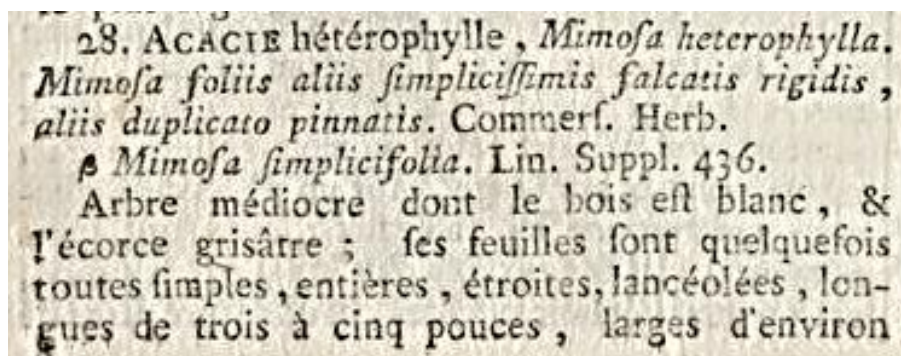 28. ACACIE hétérophylle, Mimoſa heterophylla.
Mimoſa foliis aliis ſimpliciſſimis falcatis rigidis,
aliis duplicato pinnatis. Commerſ. Herb.
β Mimoſa ſimplicifolia. Lin. Suppl. 436.
Arbre médiocre dont le bois eſt blanc, &
l'écorce grisâtre ; ſes feuilles ſont quelquefois
toutes ſimples, entières, étroites, lancéolées, lon-
gues de trois à cinq pouces, larges d'environ